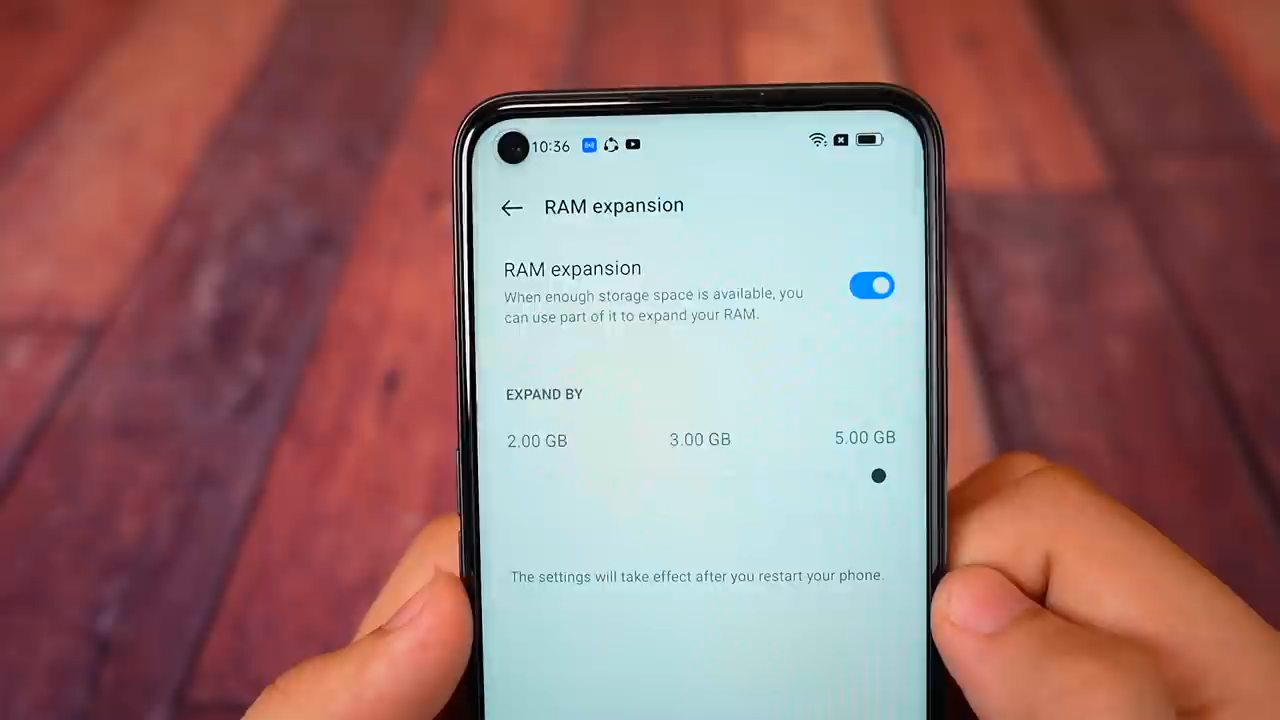 10:36
RAM expansion
RAM expansion
When enough storage space is available, you
can use part of it to expand your RAM.
EXPAND BY
2.00 GB 3.00 GB 5.00 GB
The settings will take effect after you restart your phone.